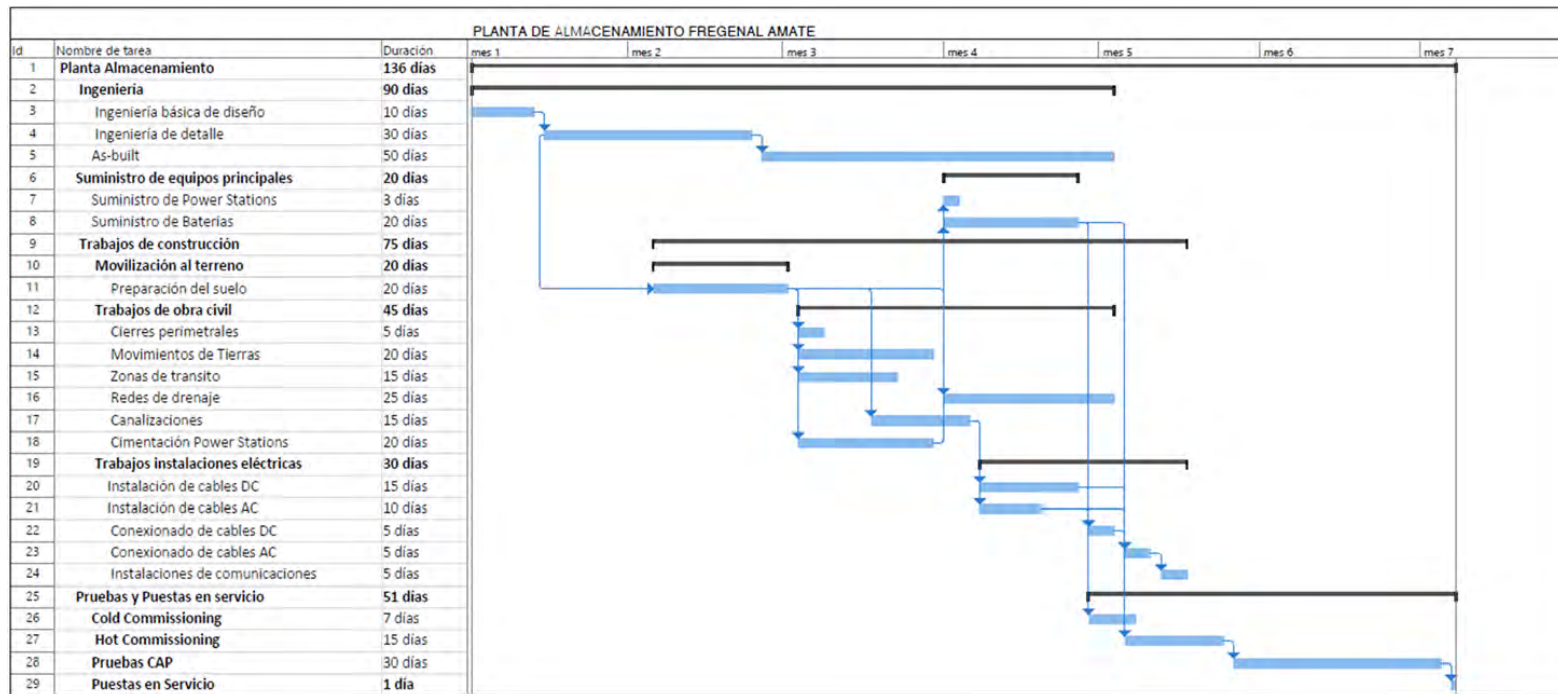 PLANTA DE ALMACENAMIENTO FREGENAL AMATE
Id Nombre de tarea Duración mes 1 mes 2 mes 3 mes 4 mes 5 mes 6 mes 7
1 Planta Almacenamiento 136 días
2 Ingeniería 90 días
3 Ingeniería básica de diseño 10 días
4 Ingeniería de detalle 30 días
5 As-built 50 días
6 Suministro de equipos principales 20 días
7 Suministro de Power Stations 3 días
8 Suministro de Baterías 20 días
9 Trabajos de construcción 75 días
10 Movilización al terreno 20 días
11 Preparación del suelo 20 días
12 Trabajos de obra civil 45 días
13 Cierres perimetrales 5 días
14 Movimientos de Tierras 20 días
15 Zonas de transito 15 días
16 Redes de drenaje 25 días
17 Canalizaciones 15 días
18 Cimentación Power Stations 20 días
19 Trabajos instalaciones eléctricas 30 días
20 Instalación de cables DC 15 días
21 Instalación de cables AC 10 días
22 Conexionado de cables DC 5 días
23 Conexionado de cables AC 5 días
24 Instalaciones de comunicaciones 5 días
25 Pruebas y Puestas en servicio 51 días
26 Cold Commissioning 7 días
27 Hot Commissioning 15 días
28 Pruebas CAP 30 días
29 Puestas en Servicio 1 día